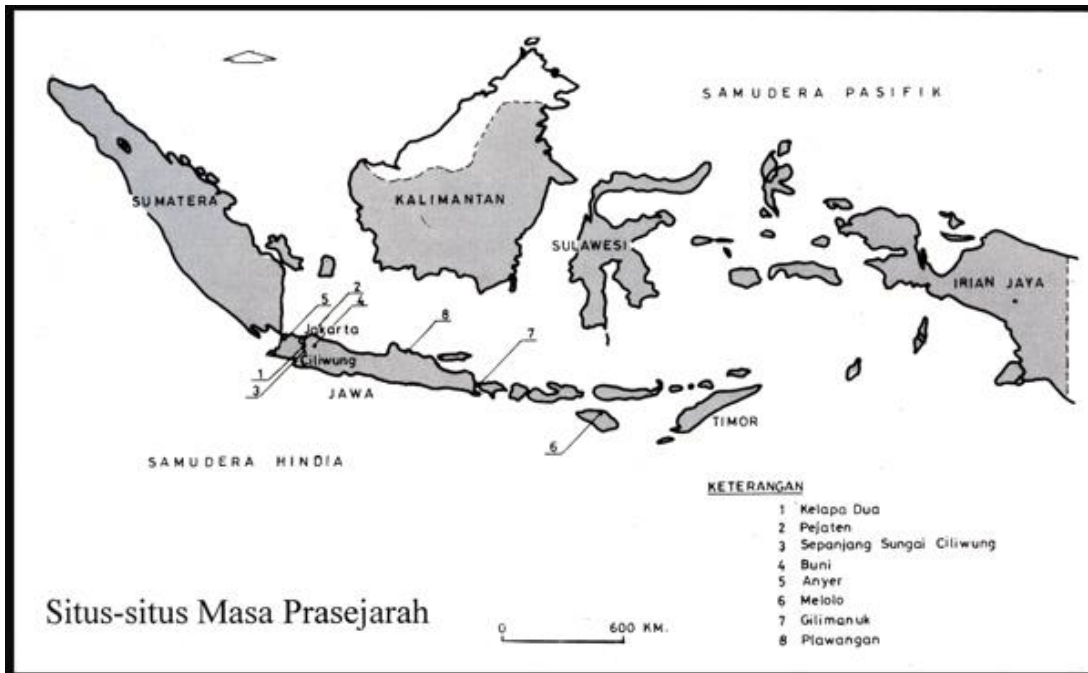 SAMUDERA PASIFIK
SUMATERA
KALIMANTAN
SULAWESI
IRIAN JAYA
5
2
4
Jakarta
8
7
1
Ciliwung
3
JAWA
6
TIMOR
SAMUDERA HINDIA
KETERANGAN
1 Kelapa Dua
2 Pejaten
3 Sepanjang Sungai Ciliwung
4 Buni
5 Anyer
6 Melolo
7 Gilimanuk
8 Plawangan
Situs-situs Masa Prasejarah
0 600 KM.